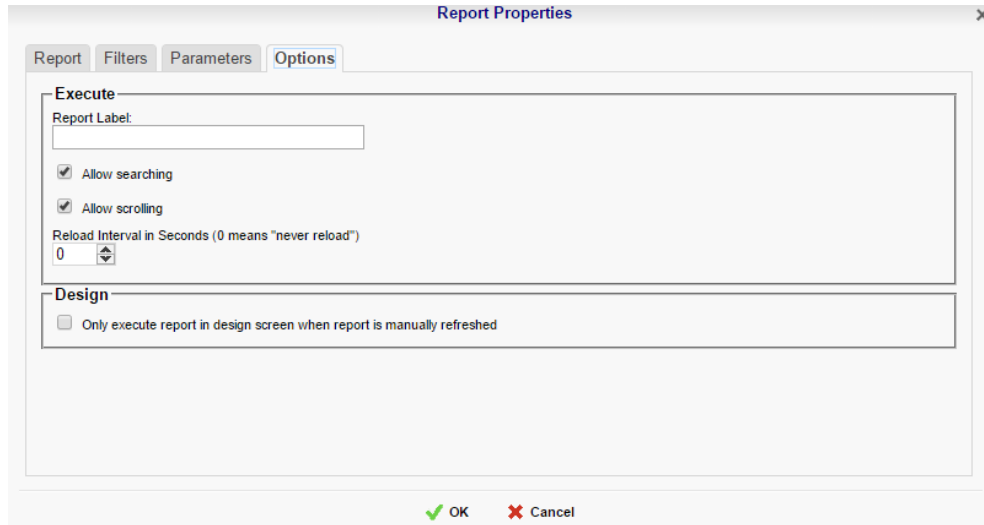 Report Properties
Report Filters Parameters Options
Execute
Report Label:
Allow searching
Allow scrolling
Reload Interval in Seconds (0 means "never reload")
0
Design
Only execute report in design screen when report is manually refreshed
OK Cancel